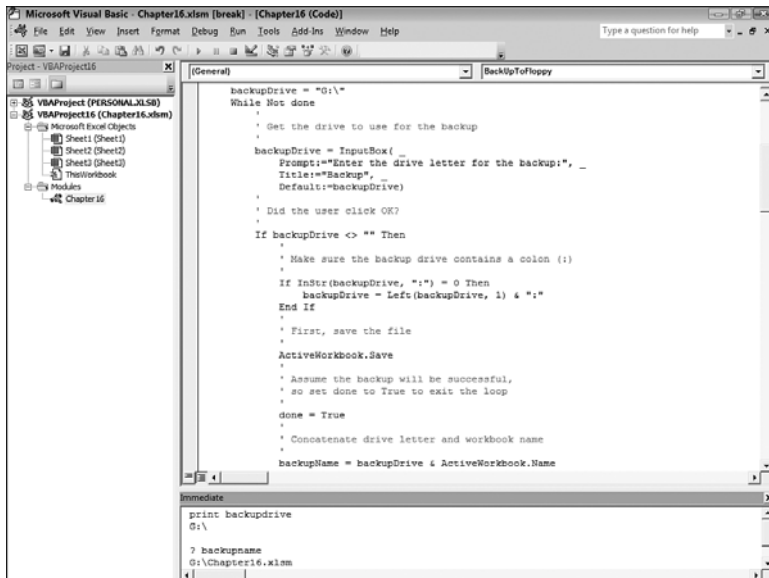 Microsoft Visual Basic - Chapter16.xlsm [break] - [Chapter16 (Code)]
File Edit View Insert Format Debug Run Tools Add-Ins Window Help
Type a question for help
Project - VBAProject16
VBAProject (PERSONAL.XLSB)
VBAProject16 (Chapter16.xlsm)
Microsoft Excel Objects
Sheet1 (Sheet1)
Sheet2 (Sheet2)
Sheet3 (Sheet3)
ThisWorkbook
Modules
Chapter16
(General)
BackUpToFloppy
backupDrive = "G:\"
While Not done
'
' Get the drive to use for the backup
'
backupDrive = InputBox( _
Prompt:="Enter the drive letter for the backup:", _
Title:="Backup", _
Default:=backupDrive)
'
' Did the user click OK?
'
If backupDrive <> "" Then
'
' Make sure the backup drive contains a colon (:)
'
If InStr(backupDrive, ":") = 0 Then
backupDrive = Left(backupDrive, 1) & ":"
End If
'
' First, save the file
'
ActiveWorkbook.Save
'
' Assume the backup will be successful,
' so set done to True to exit the loop
'
done = True
'
' Concatenate drive letter and workbook name
'
backupName = backupDrive & ActiveWorkbook.Name
Immediate
print backupdrive
G:\
? backupname
G:\Chapter16.xlsm